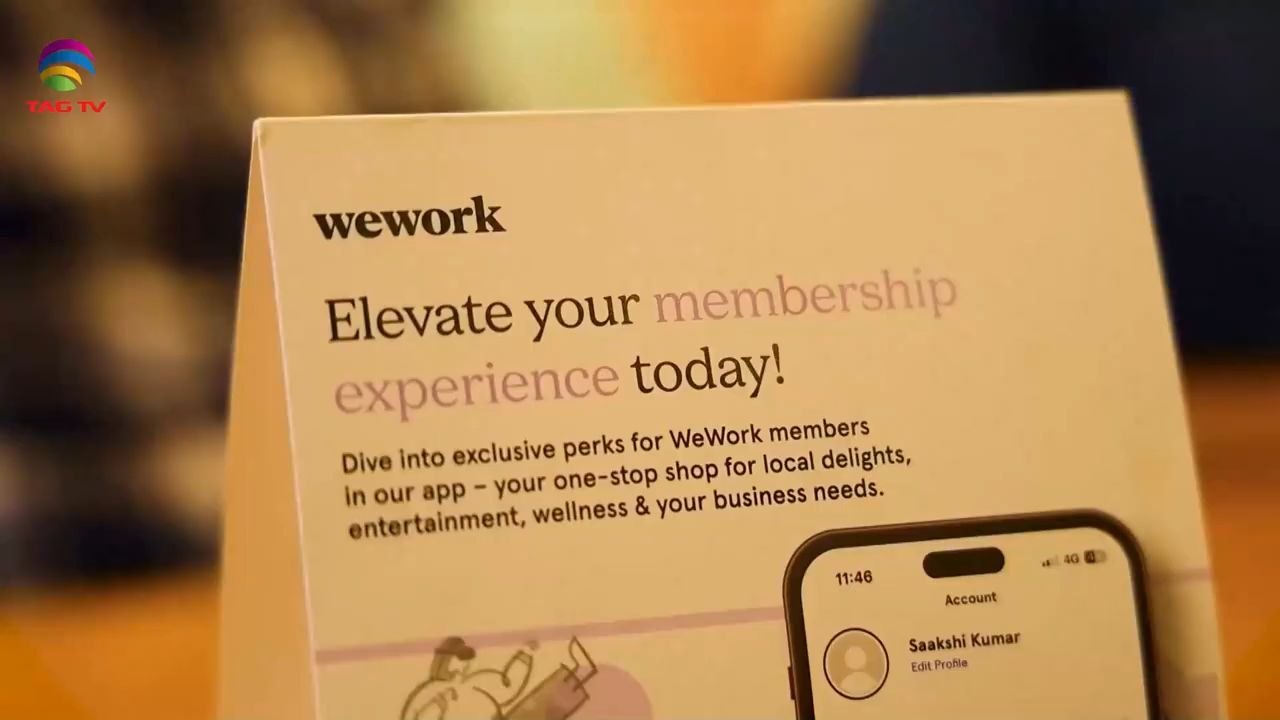 TAG TV
wework
Elevate your membership
experience today!
Dive into exclusive perks for WeWork members
in our app – your one-stop shop for local delights,
entertainment, wellness & your business needs.
11:46
4G
Account
Saakshi Kumar
Edit Profile